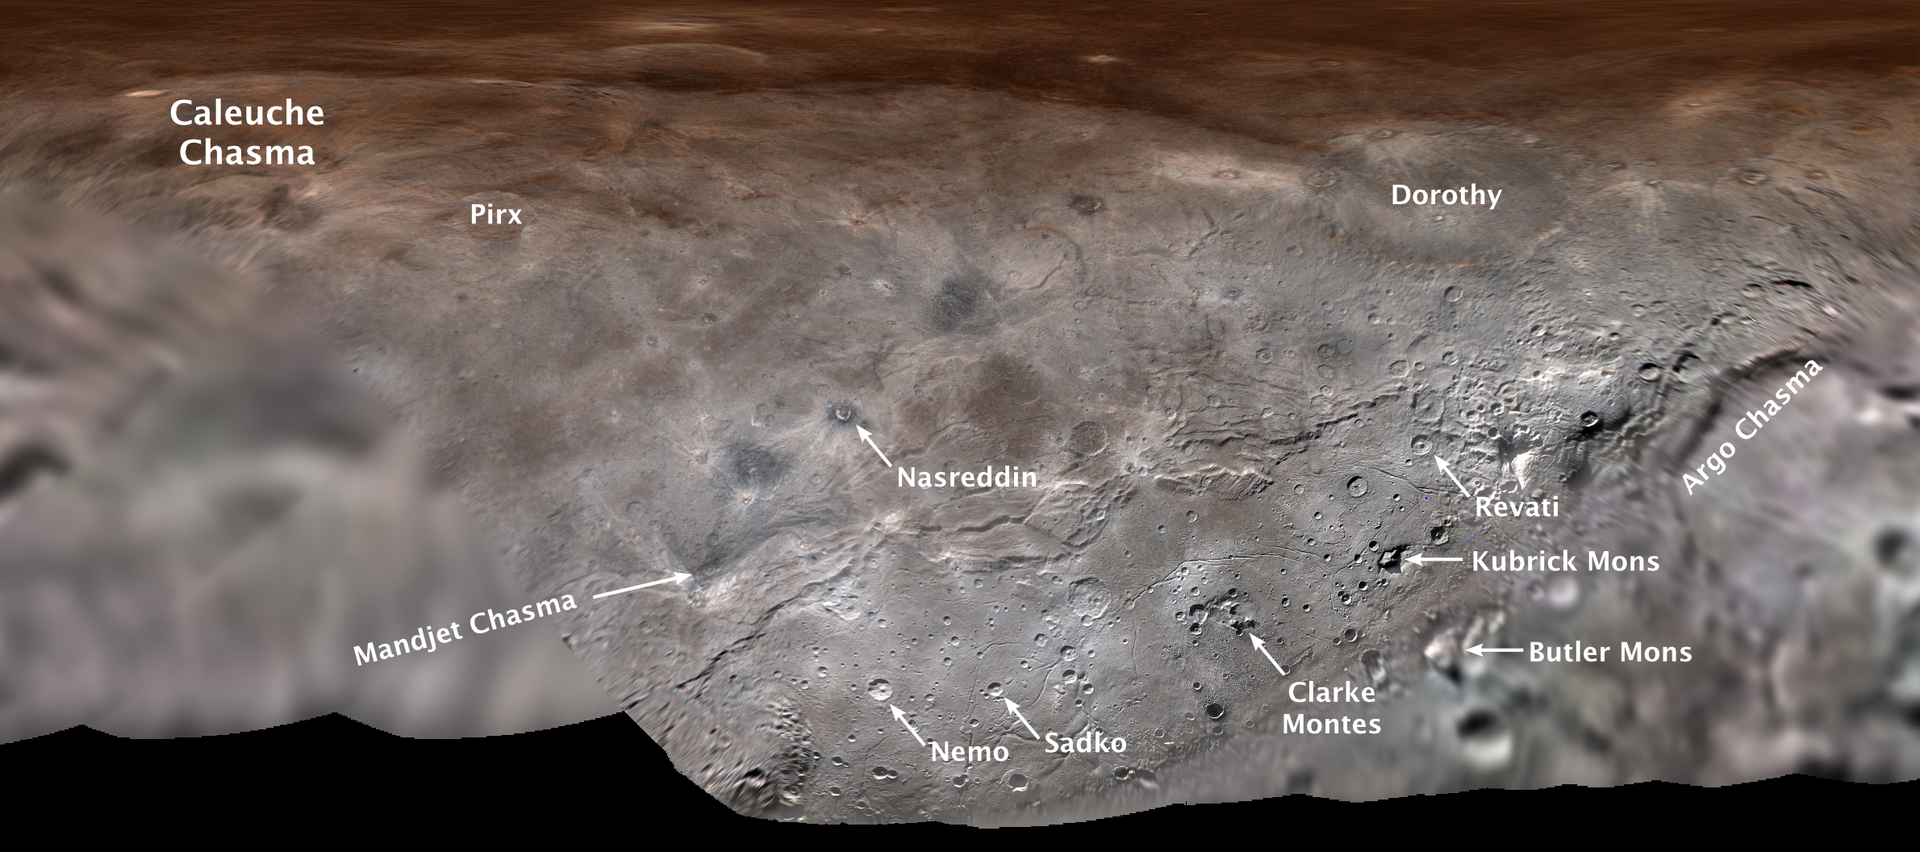 Caleuche
Chasma
Pirx
Dorothy
Argo Chasma
Nasreddin
Revati
Kubrick Mons
Mandjet Chasma
Butler Mons
Clarke
Montes
Nemo
Sadko